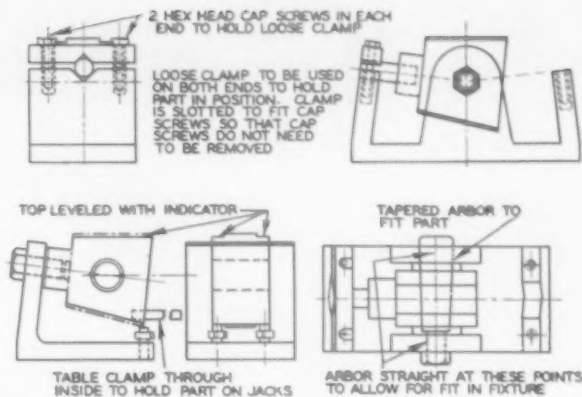 2 HEX HEAD CAP SCREWS IN EACH
END TO HOLD LOOSE CLAMP
LOOSE CLAMP TO BE USED
ON BOTH ENDS TO HOLD
PART IN POSITION. CLAMP
IS SLOTTED TO FIT CAP
SCREWS SO THAT CAP
SCREWS DO NOT NEED
TO BE REMOVED
TOP LEVELED WITH INDICATOR
TAPERED ARBOR TO
FIT PART
TABLE CLAMP THROUGH
INSIDE TO HOLD PART ON JACKS
ARBOR STRAIGHT AT THESE POINTS
TO ALLOW FOR FIT IN FIXTURE